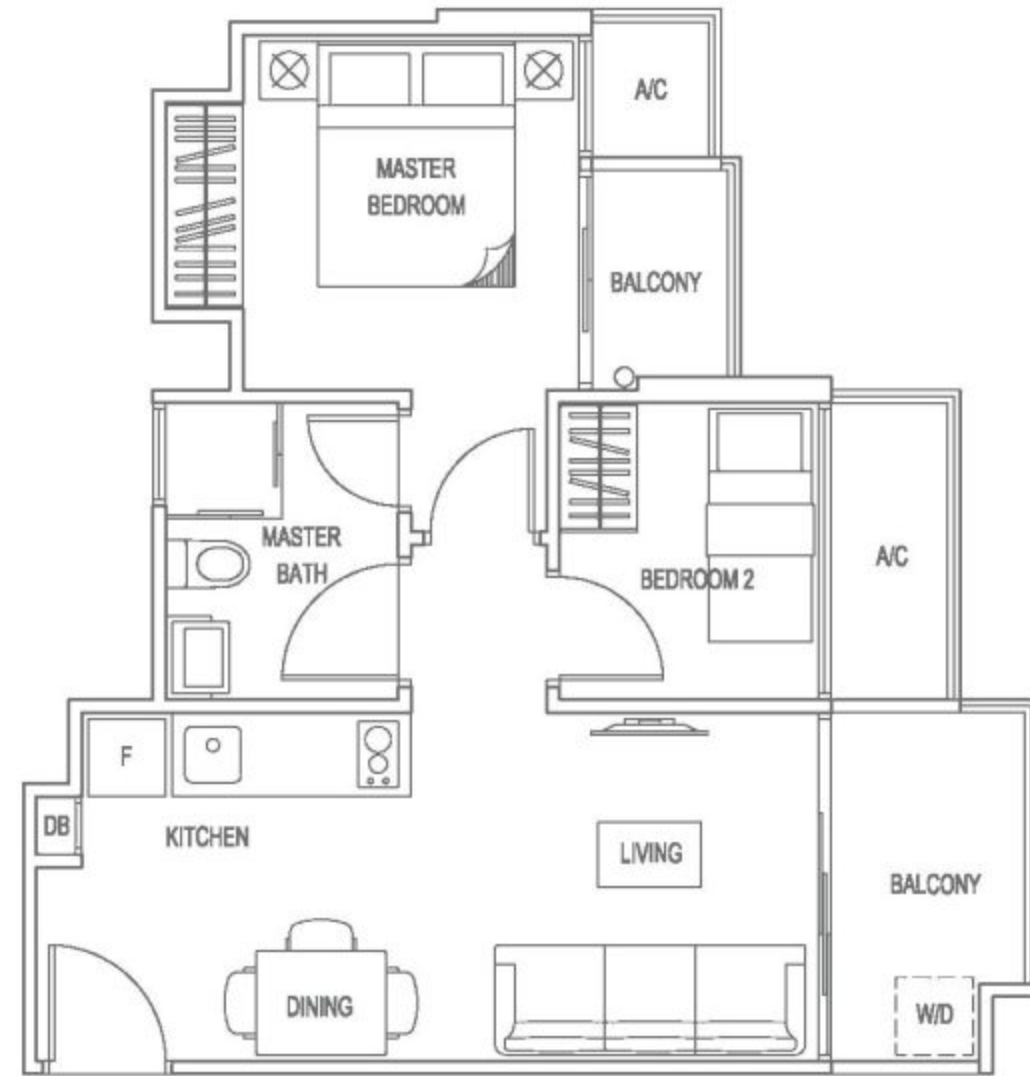 A/C
MASTER
BEDROOM
BALCONY
MASTER
BATH
BEDROOM 2
A/C
F
DB
KITCHEN
LIVING
BALCONY
DINING
W/D